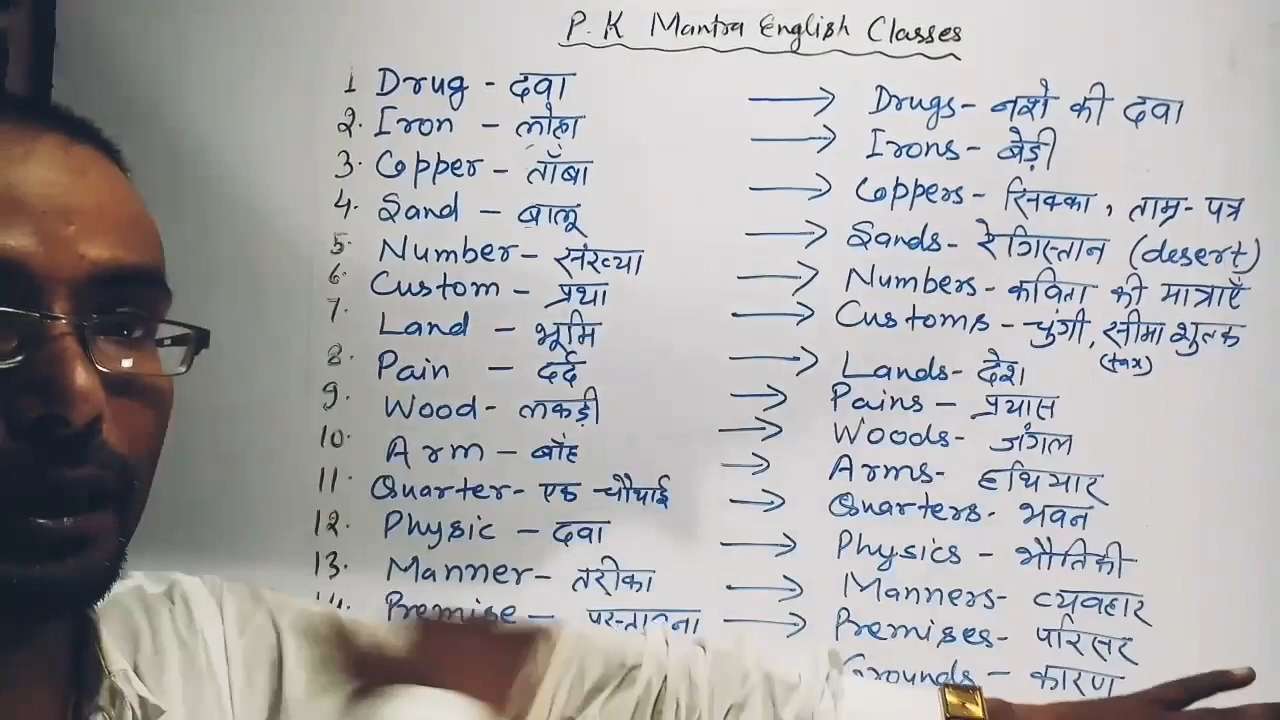 P. K Mantra English Classes
1 Drug - दवा → Drugs - नशे की दवा
2. Iron - लोहा → Irons - बेड़ी
3. Copper - ताँबा → Coppers - सिक्का, ताम्र-पत्र
4. Sand - बालू → Sands - रेगिस्तान (desert)
5. Number - संख्या → Numbers - कविता की मात्राएँ
6. Custom - प्रथा → Customs - चुंगी, सीमा शुल्क (tax)
7. Land - भूमि → Lands - देश
8. Pain - दर्द → Pains - प्रयास
9. Wood - लकड़ी → Woods - जंगल
10. Arm - बाँह → Arms - हथियार
11. Quarter - एक चौथाई → Quarters - भवन
12. Physic - दवा → Physics - भौतिकी
13. Manner - तरीका → Manners - व्यवहार
14. Premise - → Premises - परिसर
Grounds - कारण